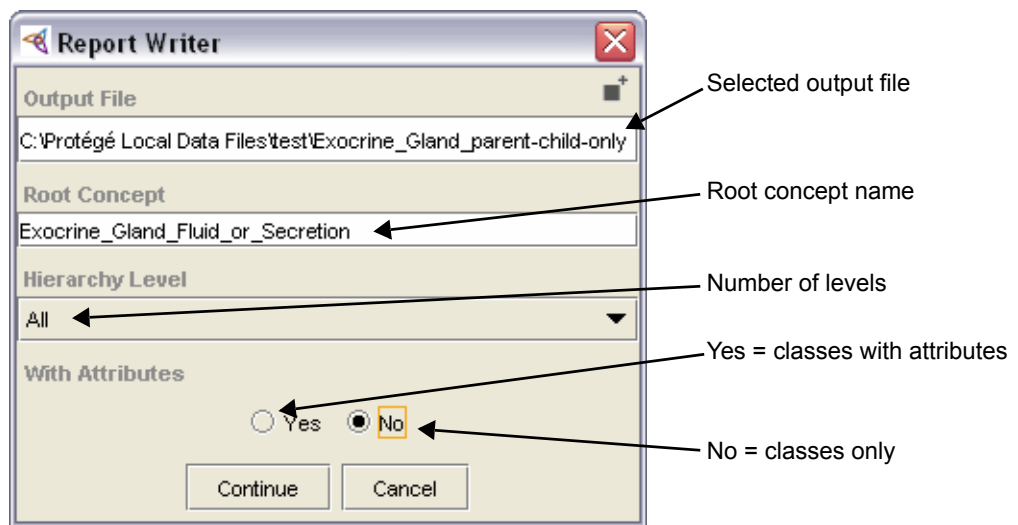 Report Writer
Output File
Selected output file
C:\Protégé Local Data Files\test\Exocrine_Gland_parent-child-only
Root Concept
Root concept name
Exocrine_Gland_Fluid_or_Secretion
Hierarchy Level
Number of levels
All
Yes = classes with attributes
With Attributes
Yes No
No = classes only
Continue Cancel